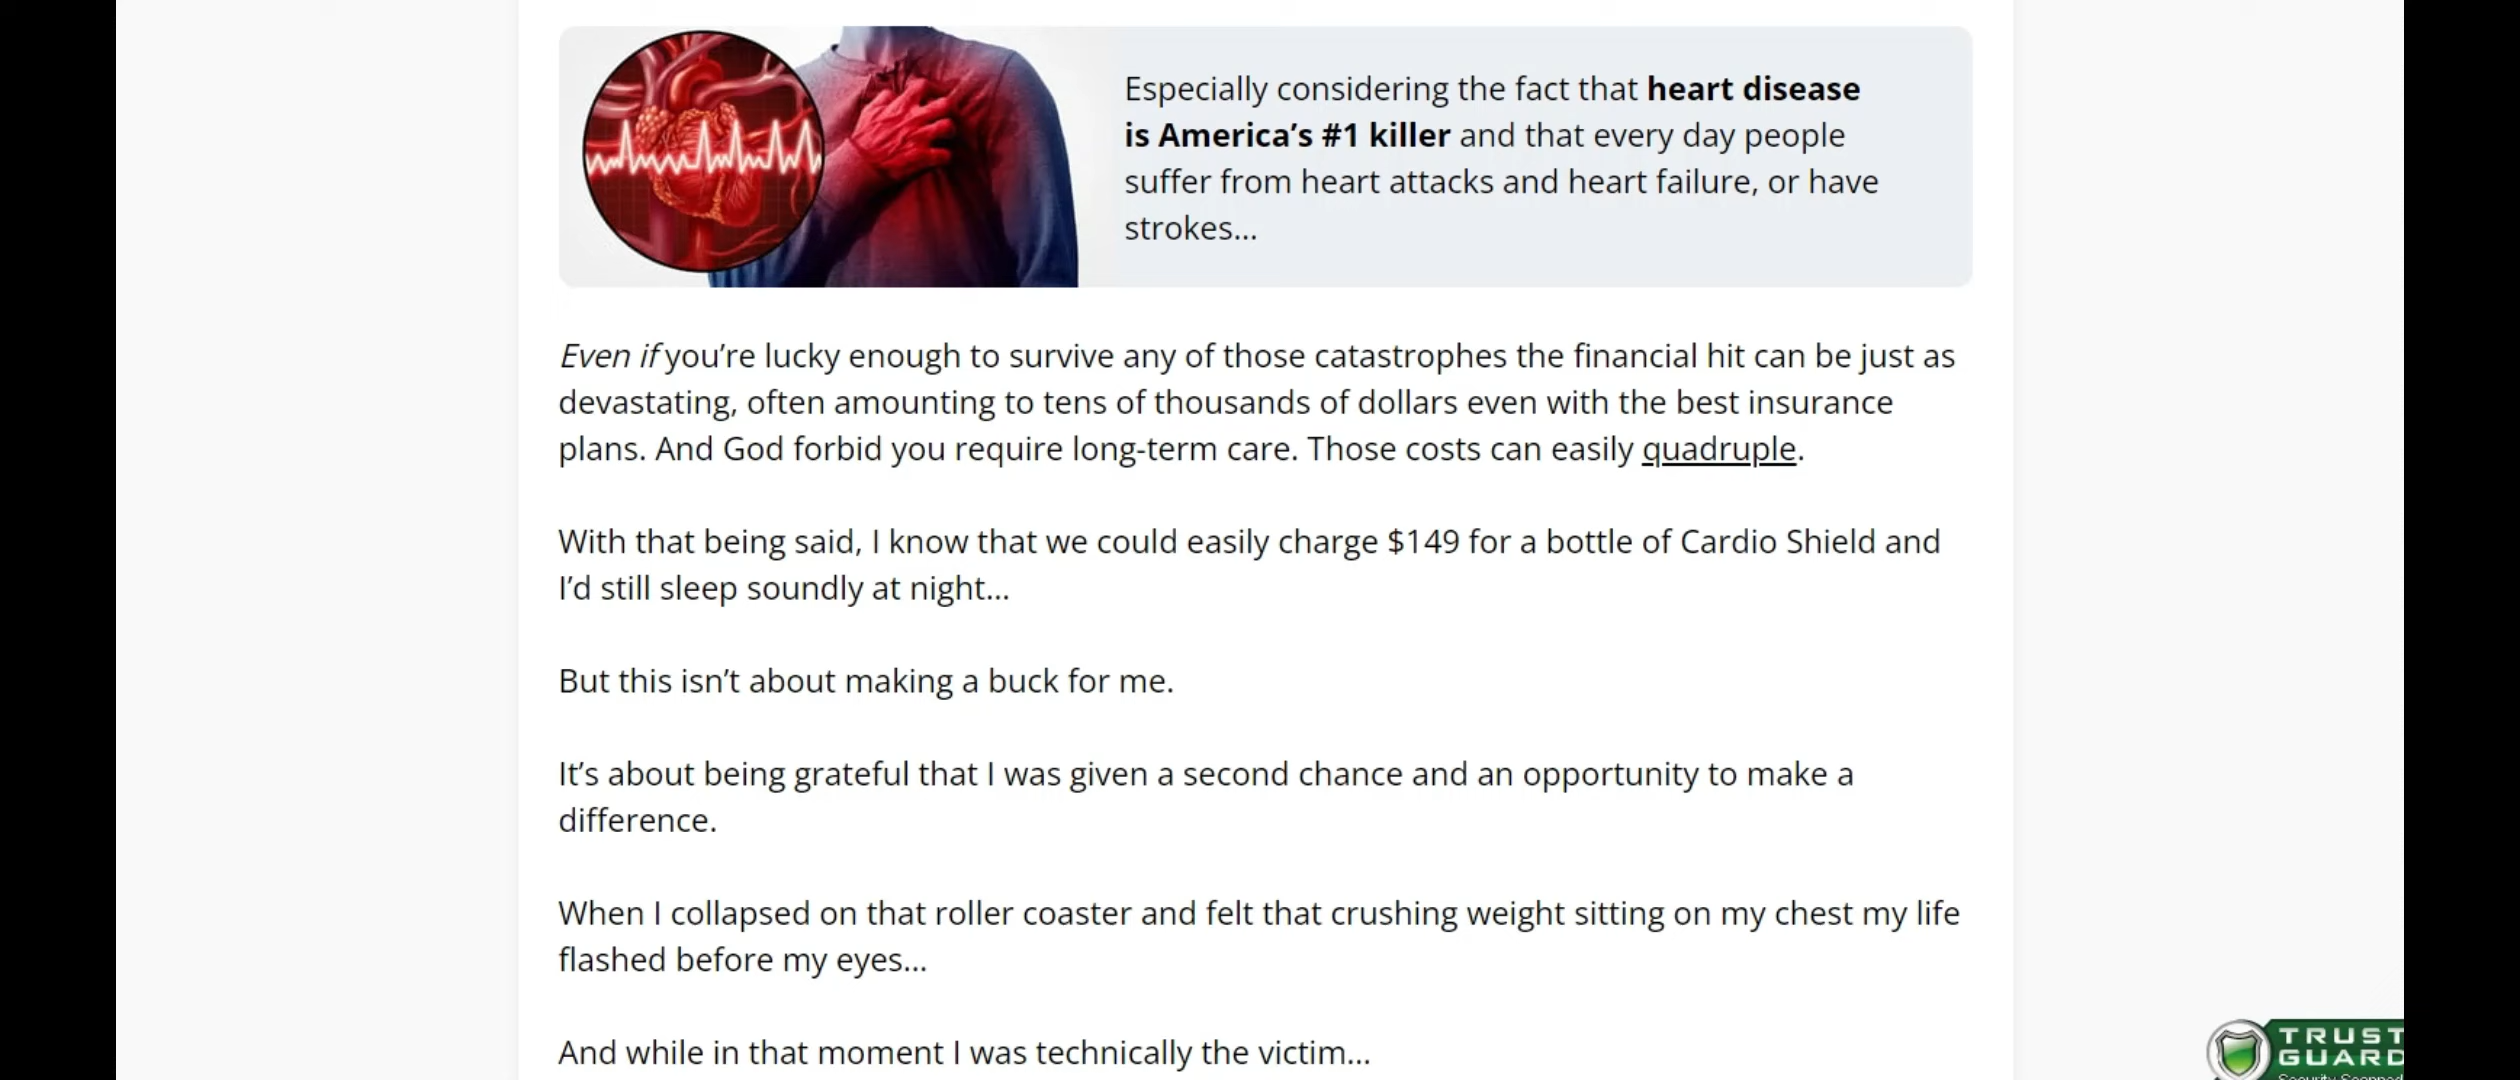 Especially considering the fact that heart disease
is America's #1 killer and that every day people
suffer from heart attacks and heart failure, or have
strokes...
Even if you're lucky enough to survive any of those catastrophes the financial hit can be just as
devastating, often amounting to tens of thousands of dollars even with the best insurance
plans. And God forbid you require long-term care. Those costs can easily quadruple.
With that being said, I know that we could easily charge $149 for a bottle of Cardio Shield and
I'd still sleep soundly at night...
But this isn't about making a buck for me.
It's about being grateful that I was given a second chance and an opportunity to make a
difference.
When I collapsed on that roller coaster and felt that crushing weight sitting on my chest my life
flashed before my eyes...
And while in that moment I was technically the victim...
TRUST
GUARD